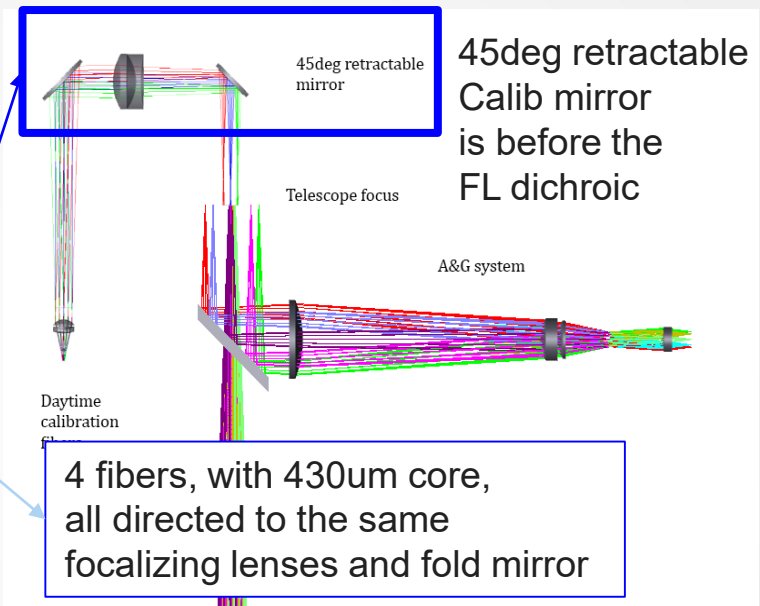 45deg retractable
mirror
45deg retractable
Calib mirror
is before the
FL dichroic
Telescope focus
A&G system
Daytime
calibration
4 fibers, with 430um core,
all directed to the same
focalizing lenses and fold mirror